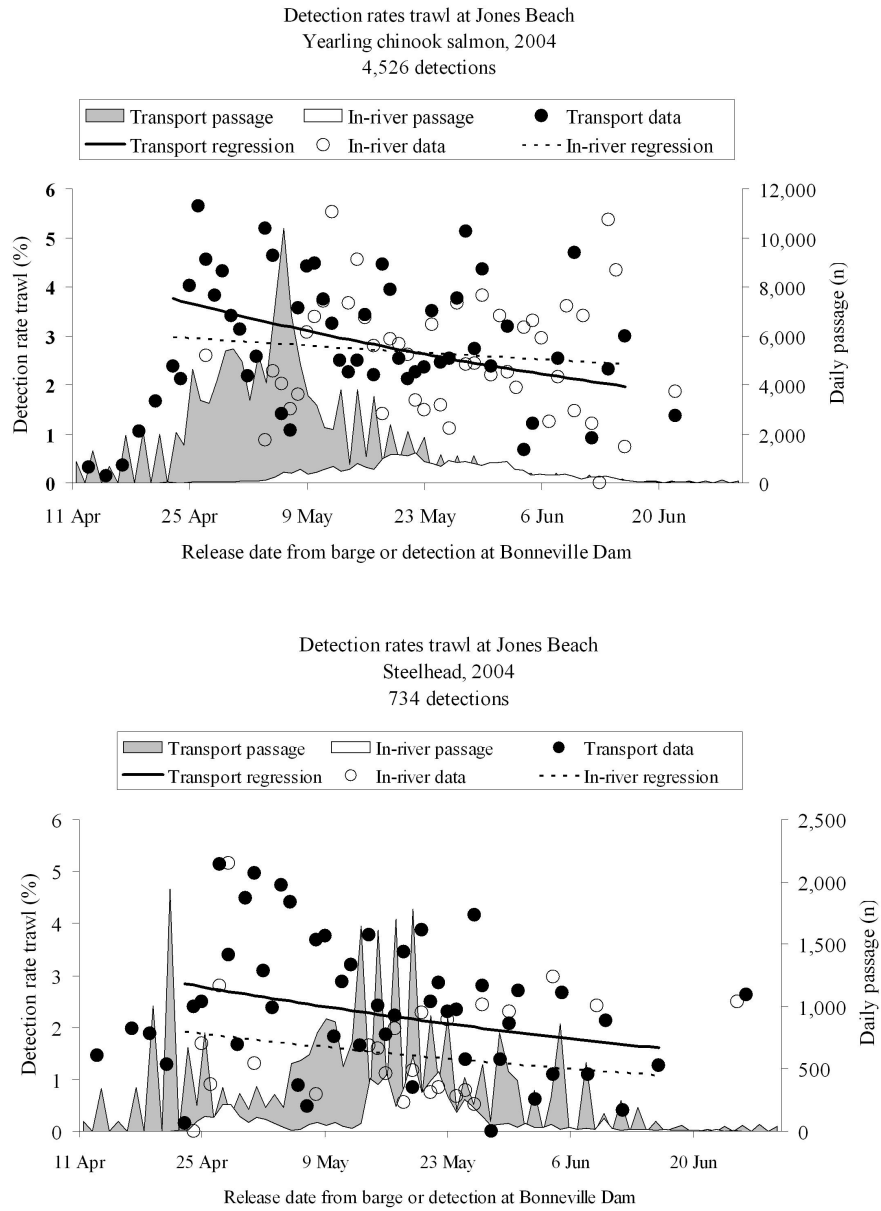 Detection rates trawl at Jones Beach
Yearling chinook salmon, 2004
4,526 detections
Transport passage In-river passage Transport data
Transport regression In-river data In-river regression
Detection rate trawl (%)
6
5
4
3
2
1
0
12,000
10,000
8,000
6,000
4,000
2,000
0
Daily passage (n)
11 Apr 25 Apr 9 May 23 May 6 Jun 20 Jun
Release date from barge or detection at Bonneville Dam
Detection rates trawl at Jones Beach
Steelhead, 2004
734 detections
Transport passage In-river passage Transport data
Transport regression In-river data In-river regression
Detection rate trawl (%)
6
5
4
3
2
1
0
2,500
2,000
1,500
1,000
500
0
Daily passage (n)
11 Apr 25 Apr 9 May 23 May 6 Jun 20 Jun
Release date from barge or detection at Bonneville Dam